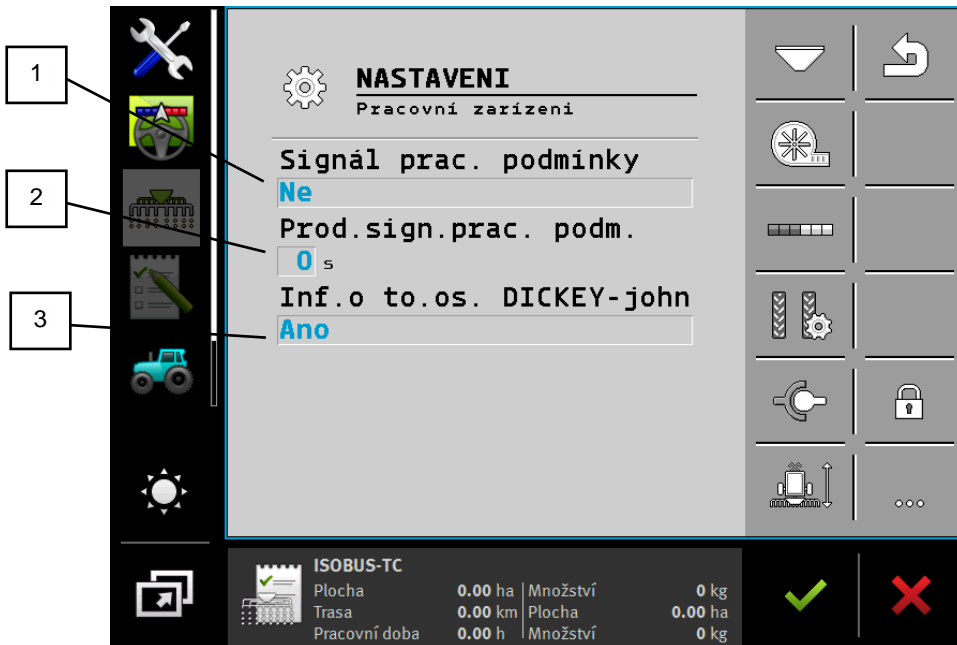 1
2
3
NASTAVENI
Pracovní zarízeni
Signál prac. podmínky
Ne
Prod.sign.prac. podm.
0 s
Inf.o to.os. DICKEY-john
Ano
ISOBUS-TC
Plocha 0.00 ha Množství 0 kg
Trasa 0.00 km Plocha 0.00 ha
Pracovní doba 0.00 h Množství 0 kg